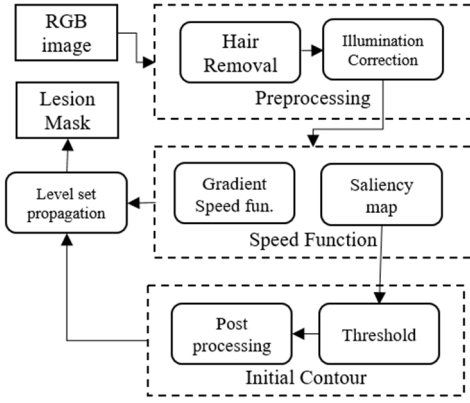 RGB
image
Hair
Removal
Illumination
Correction
Preprocessing
Lesion
Mask
Level set
propagation
Gradient
Speed fun.
Saliency
map
Speed Function
Post
processing
Threshold
Initial Contour